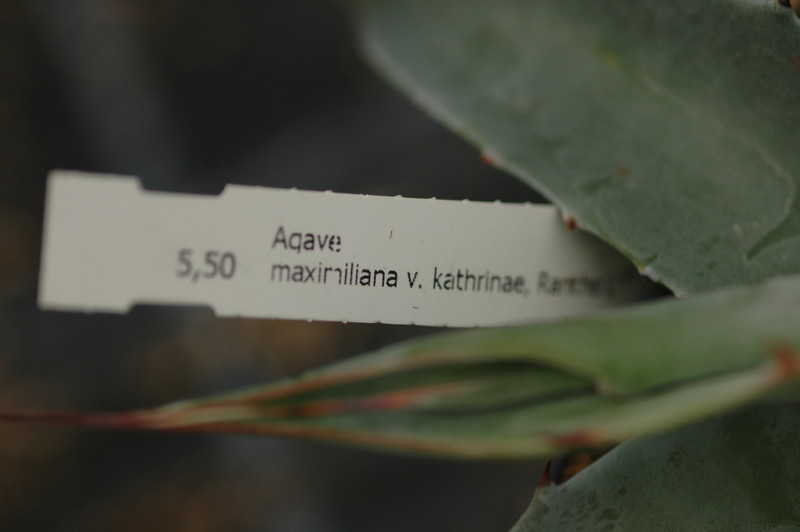 Agave
5,50 maximiliana v. kathrinae,